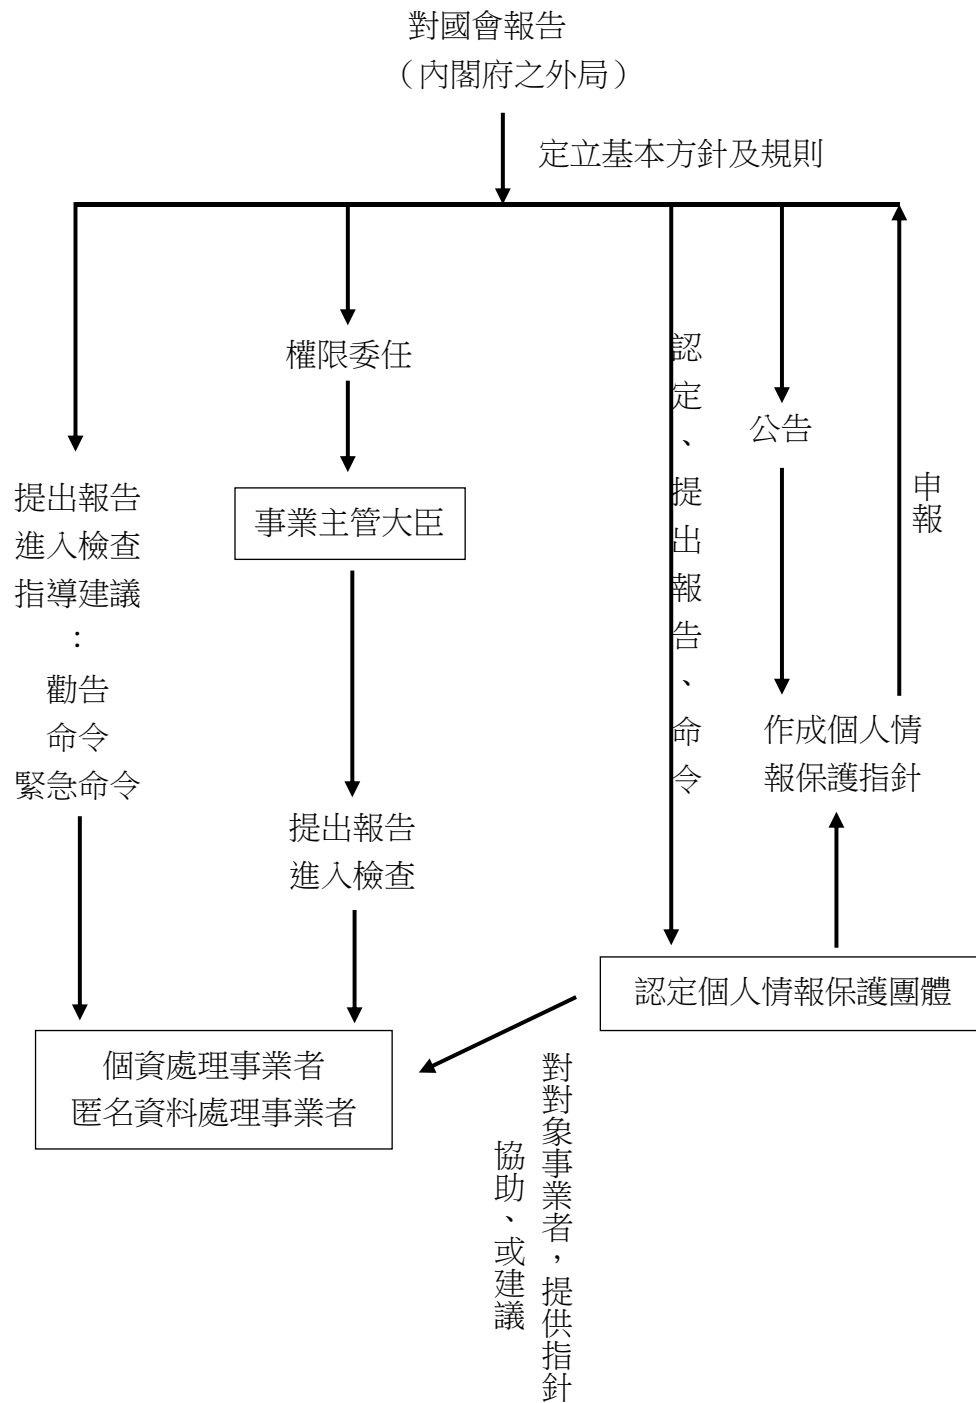 對國會報告
（內閣府之外局）
定立基本方針及規則
權限委任
事業主管大臣
提出報告
進入檢查
指導建議
：
勸告
命令
緊急命令
提出報告
進入檢查
認定、提出報告、命令
公告
申報
作成個人情
報保護指針
認定個人情報保護團體
個資處理事業者
匿名資料處理事業者
對對象事業者，提供指針
協助、或建議